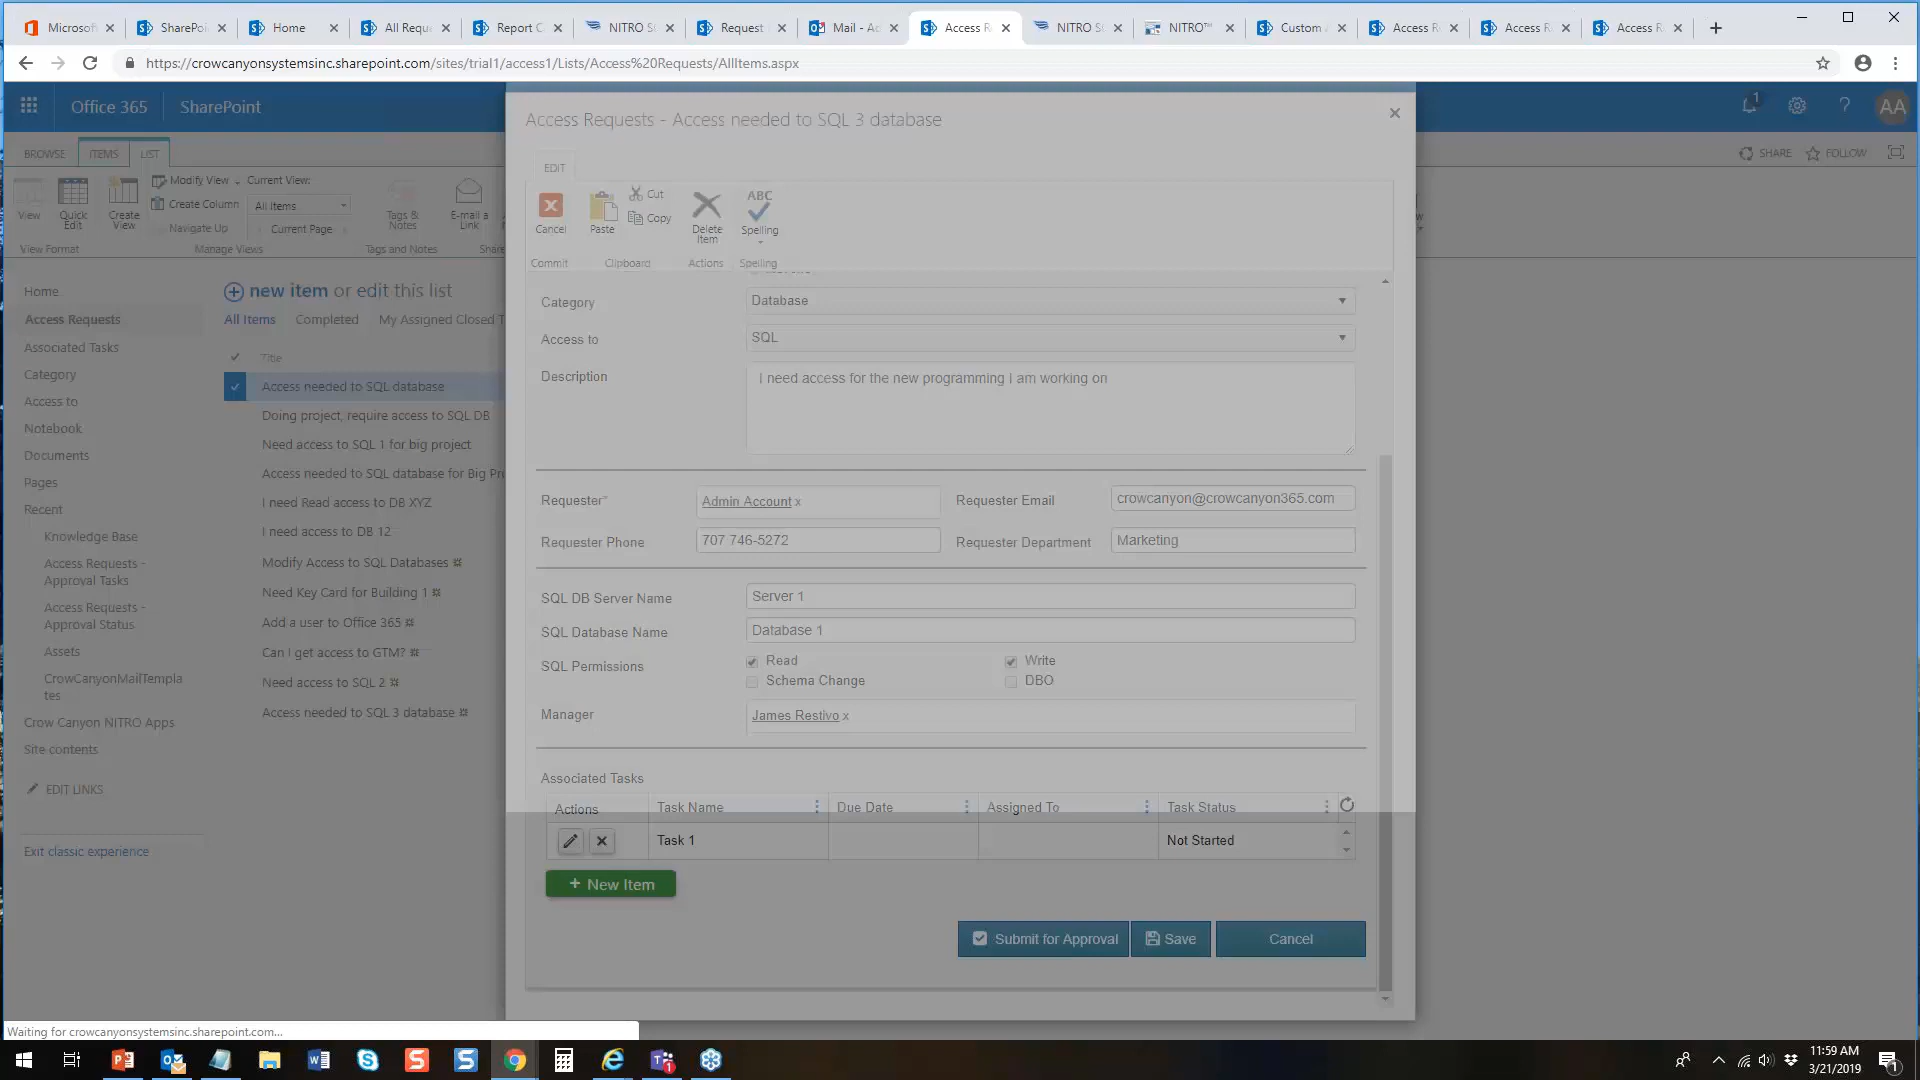 Microsoft SharePoi Home All Requ Report C NITRO S Request Mail - Ad Access R NITRO S NITRO™ Custom Access R Access R Access R
https://crowcanyonsystemsinc.sharepoint.com/sites/trial1/access1/Lists/Access%20Requests/AllItems.aspx
Office 365 SharePoint
1 ? AA
Access Requests - Access needed to SQL 3 database
BROWSE ITEMS LIST
SHARE FOLLOW
EDIT
View
Quick Edit
Create View
Modify View
Create Column
Navigate Up
Current View:
All Items
Current Page
Tags & Notes
E-mail a Link
View Format Manage Views Tags and Notes Share
Cancel
Paste
Cut
Copy
Delete Item
ABC
Spelling
Commit Clipboard Actions Spelling
Home
Access Requests
Associated Tasks
Category
Access to
Notebook
Documents
Pages
Recent
Knowledge Base
Access Requests -
Approval Tasks
Access Requests -
Approval Status
Assets
CrowCanyonMailTempla
tes
Crow Canyon NITRO Apps
Site contents
EDIT LINKS
Exit classic experience
new item or edit this list
All Items Completed My Assigned Closed T
Title
Access needed to SQL database
Doing project, require access to SQL DB
Need access to SQL 1 for big project
Access needed to SQL database for Big Pr
I need Read access to DB XYZ
I need access to DB 12
Modify Access to SQL Databases
Need Key Card for Building 1
Add a user to Office 365
Can I get access to GTM?
Need access to SQL 2
Access needed to SQL 3 database
Category Database
Access to SQL
Description I need access for the new programming I am working on
Requester* Admin Account x Requester Email crowcanyon@crowcanyon365.com
Requester Phone 707 746-5272 Requester Department Marketing
SQL DB Server Name Server 1
SQL Database Name Database 1
SQL Permissions Read Write
Schema Change DBO
Manager James Restivo x
Associated Tasks
Actions Task Name Due Date Assigned To Task Status
Task 1 Not Started
+ New Item
Submit for Approval Save Cancel
Waiting for crowcanyonsystemsinc.sharepoint.com...
11:59 AM
3/21/2019
1